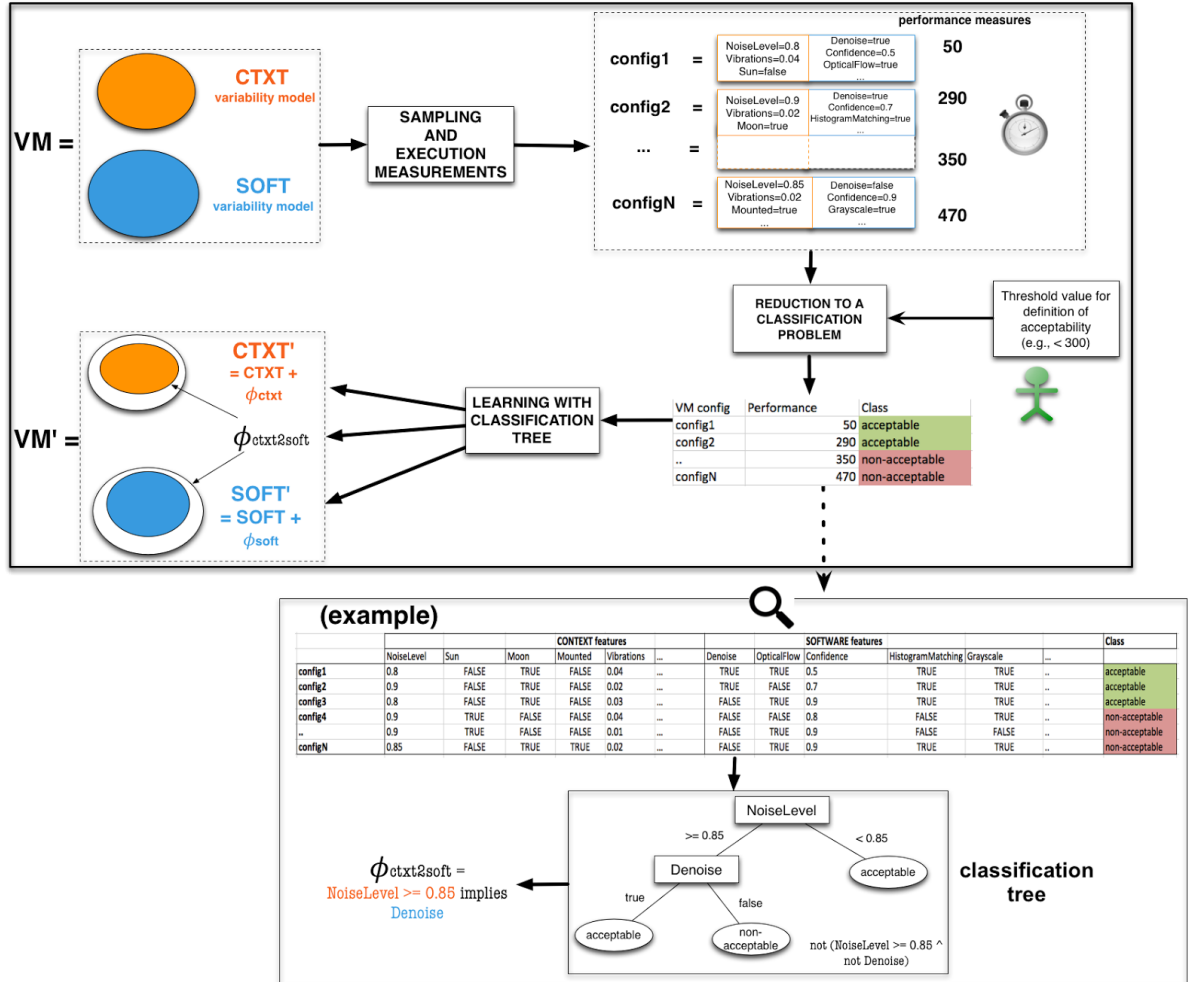 performance measures
VM =
CTXT
variability model
SOFT
variability model
SAMPLING
AND
EXECUTION
MEASUREMENTS
config1 =
NoiseLevel=0.8
Vibrations=0.04
Sun=false
Denoise=true
Confidence=0.5
OpticalFlow=true
...
50
config2 =
NoiseLevel=0.9
Vibrations=0.02
Moon=true
Denoise=true
Confidence=0.7
HistogramMatching=true
...
290
... =
350
configN =
NoiseLevel=0.85
Vibrations=0.02
Mounted=true
...
Denoise=false
Confidence=0.9
Grayscale=true
...
470
REDUCTION TO A
CLASSIFICATION
PROBLEM
Threshold value for
definition of
acceptability
(e.g., < 300)
VM config Performance Class
config1 50 acceptable
config2 290 acceptable
.. 350 non-acceptable
configN 470 non-acceptable
LEARNING WITH
CLASSIFICATION
TREE
VM' =
CTXT'
= CTXT +
ϕctxt
ϕctxt2soft
SOFT'
= SOFT +
ϕsoft
(example)
CONTEXT features SOFTWARE features Class
NoiseLevel Sun Moon Mounted Vibrations ... Denoise OpticalFlow Confidence HistogramMatching Grayscale ...
config1 0.8 FALSE TRUE FALSE 0.04 ... TRUE TRUE 0.5 TRUE TRUE .. acceptable
config2 0.9 FALSE TRUE FALSE 0.02 ... TRUE FALSE 0.7 TRUE TRUE .. acceptable
config3 0.8 FALSE TRUE FALSE 0.03 ... FALSE TRUE 0.9 TRUE TRUE .. acceptable
config4 0.9 TRUE FALSE FALSE 0.04 ... FALSE FALSE 0.8 FALSE TRUE .. non-acceptable
.. 0.9 TRUE FALSE FALSE 0.01 ... FALSE TRUE 0.9 FALSE FALSE .. non-acceptable
configN 0.85 FALSE TRUE TRUE 0.02 ... FALSE TRUE 0.9 TRUE TRUE .. non-acceptable
NoiseLevel
>= 0.85
< 0.85
Denoise
acceptable
true
false
acceptable
non-
acceptable
not (NoiseLevel >= 0.85 ^
not Denoise)
classification
tree
ϕctxt2soft =
NoiseLevel >= 0.85 implies
Denoise